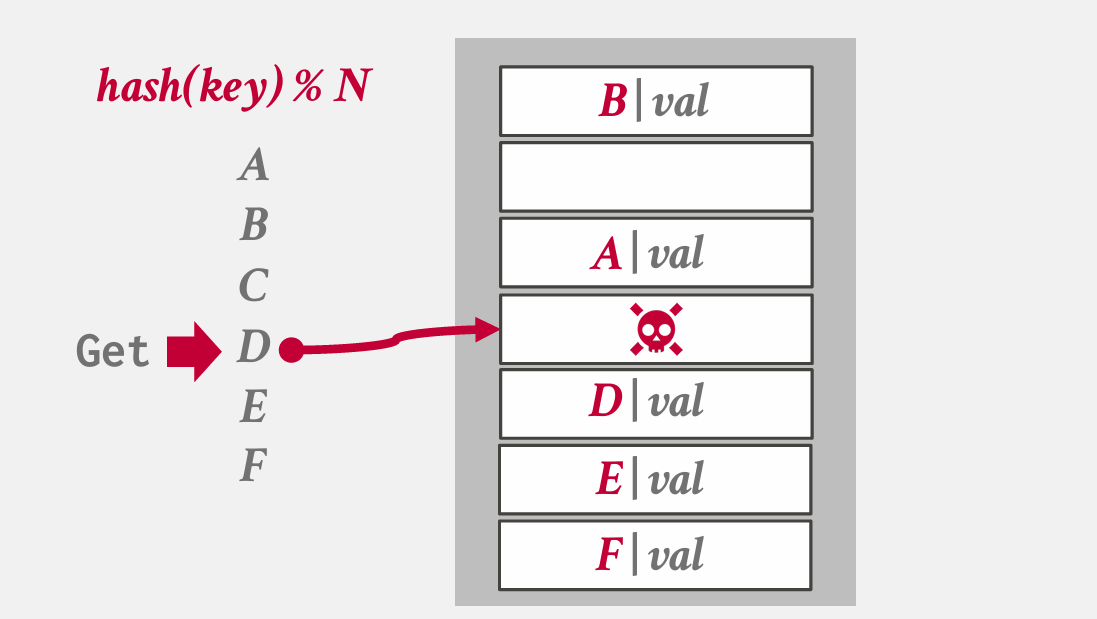 hash(key) % N
A
B
C
Get D
E
F
B|val
A|val
D|val
E|val
F|val